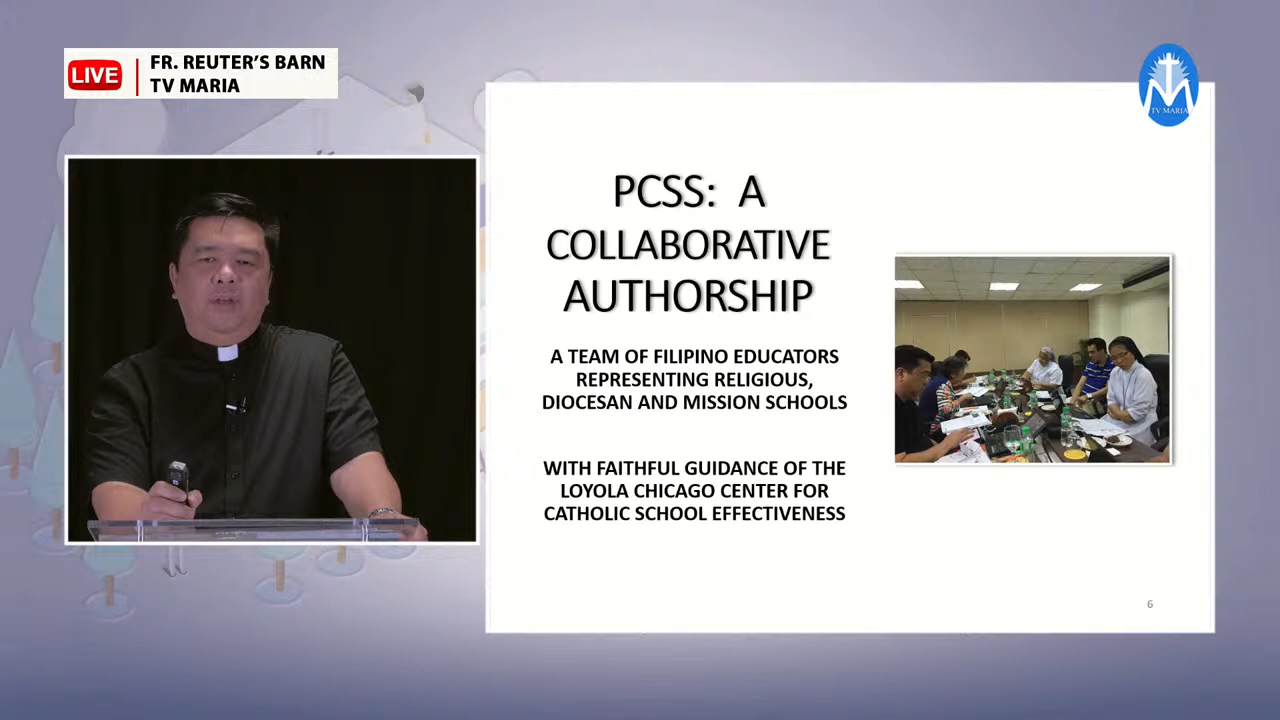 LIVE
FR. REUTER'S BARN
TV MARIA
TV MARIA
PCSS: A
COLLABORATIVE
AUTHORSHIP
A TEAM OF FILIPINO EDUCATORS
REPRESENTING RELIGIOUS,
DIOCESAN AND MISSION SCHOOLS
WITH FAITHFUL GUIDANCE OF THE
LOYOLA CHICAGO CENTER FOR
CATHOLIC SCHOOL EFFECTIVENESS
6